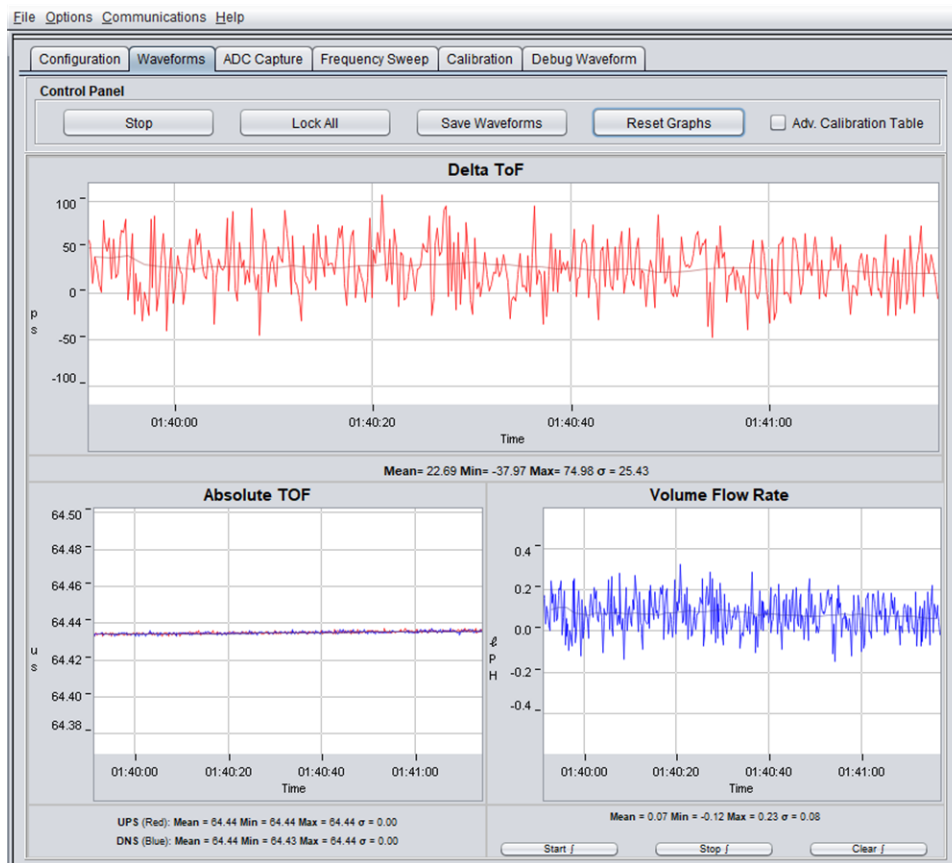 File Options Communications Help
Configuration Waveforms ADC Capture Frequency Sweep Calibration Debug Waveform
Control Panel
Stop Lock All Save Waveforms Reset Graphs Adv. Calibration Table
Delta ToF
100
50
0
-50
-100
p
s
01:40:00 01:40:20 01:40:40 01:41:00
Time
Mean= 22.69 Min= -37.97 Max= 74.98 σ = 25.43
Absolute TOF
64.50
64.48
64.46
64.44
64.42
64.40
64.38
u
s
01:40:00 01:40:20 01:40:40 01:41:00
Time
UPS (Red): Mean = 64.44 Min = 64.44 Max = 64.44 σ = 0.00
DNS (Blue): Mean = 64.44 Min = 64.43 Max = 64.44 σ = 0.00
Volume Flow Rate
0.4
0.2
0.0
-0.2
-0.4
ℓ
P
H
01:40:00 01:40:20 01:40:40 01:41:00
Time
Mean = 0.07 Min = -0.12 Max = 0.23 σ = 0.08
Start ∫ Stop ∫ Clear ∫